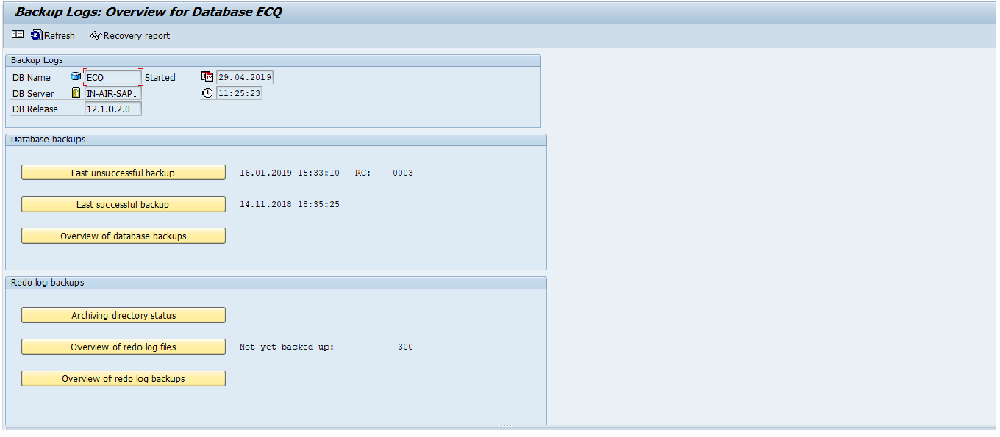 Backup Logs: Overview for Database ECQ
Refresh Recovery report
Backup Logs
DB Name ECQ Started 12 29.04.2019
DB Server IN-AIR-SAP... 11:25:23
DB Release 12.1.0.2.0
Database backups
Last unsuccessful backup 16.01.2019 15:33:10 RC: 0003
Last successful backup 14.11.2018 18:35:25
Overview of database backups
Redo log backups
Archiving directory status
Overview of redo log files Not yet backed up: 300
Overview of redo log backups